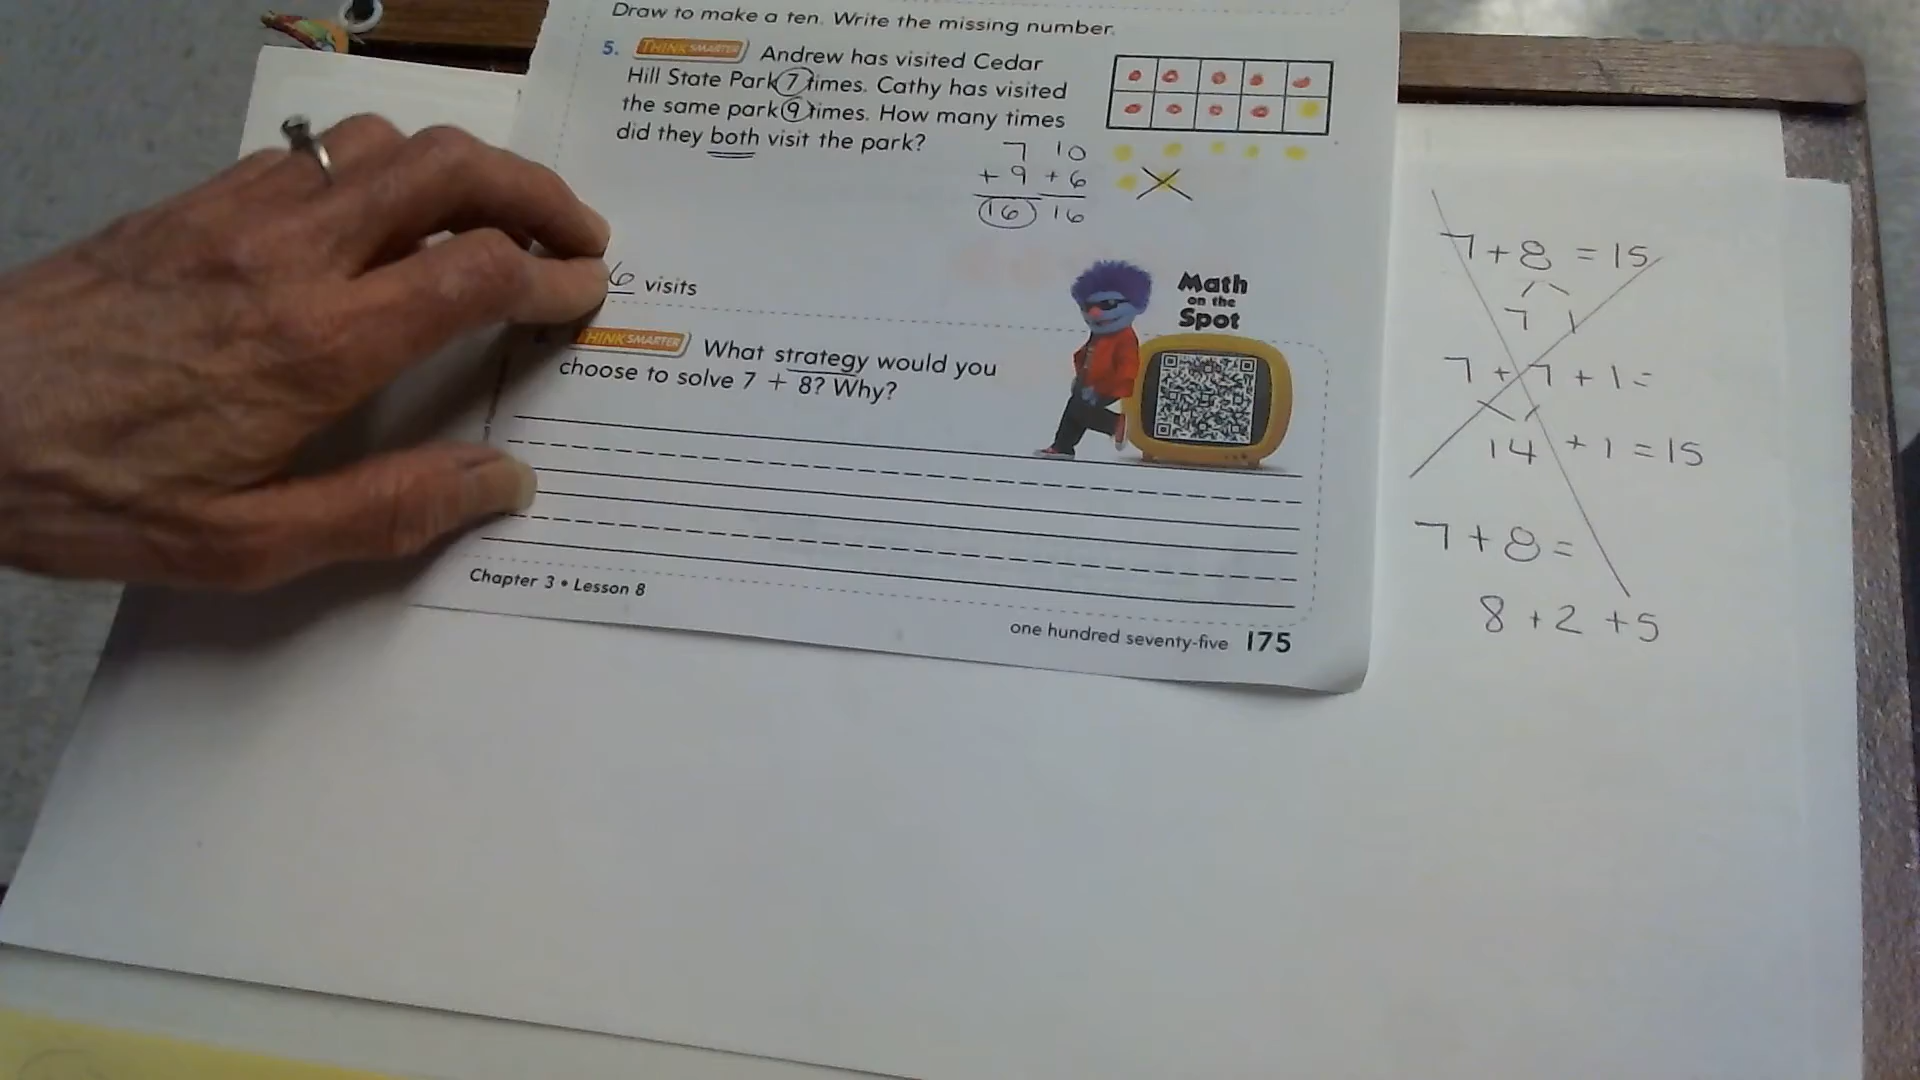 Draw to make a ten. Write the missing number.
5. THINK SMARTER Andrew has visited Cedar
Hill State Park 7 times. Cathy has visited
the same park 9 times. How many times
did they both visit the park?
7 10
+ 9 + 6
16 16
6 visits
Math
on the
Spot
THINK SMARTER What strategy would you
choose to solve 7 + 8? Why?
Chapter 3 • Lesson 8
one hundred seventy-five 175
7 + 8 = 15
7 1
7 + 7 + 1 =
14 + 1 = 15
7 + 8 =
8 + 2 + 5